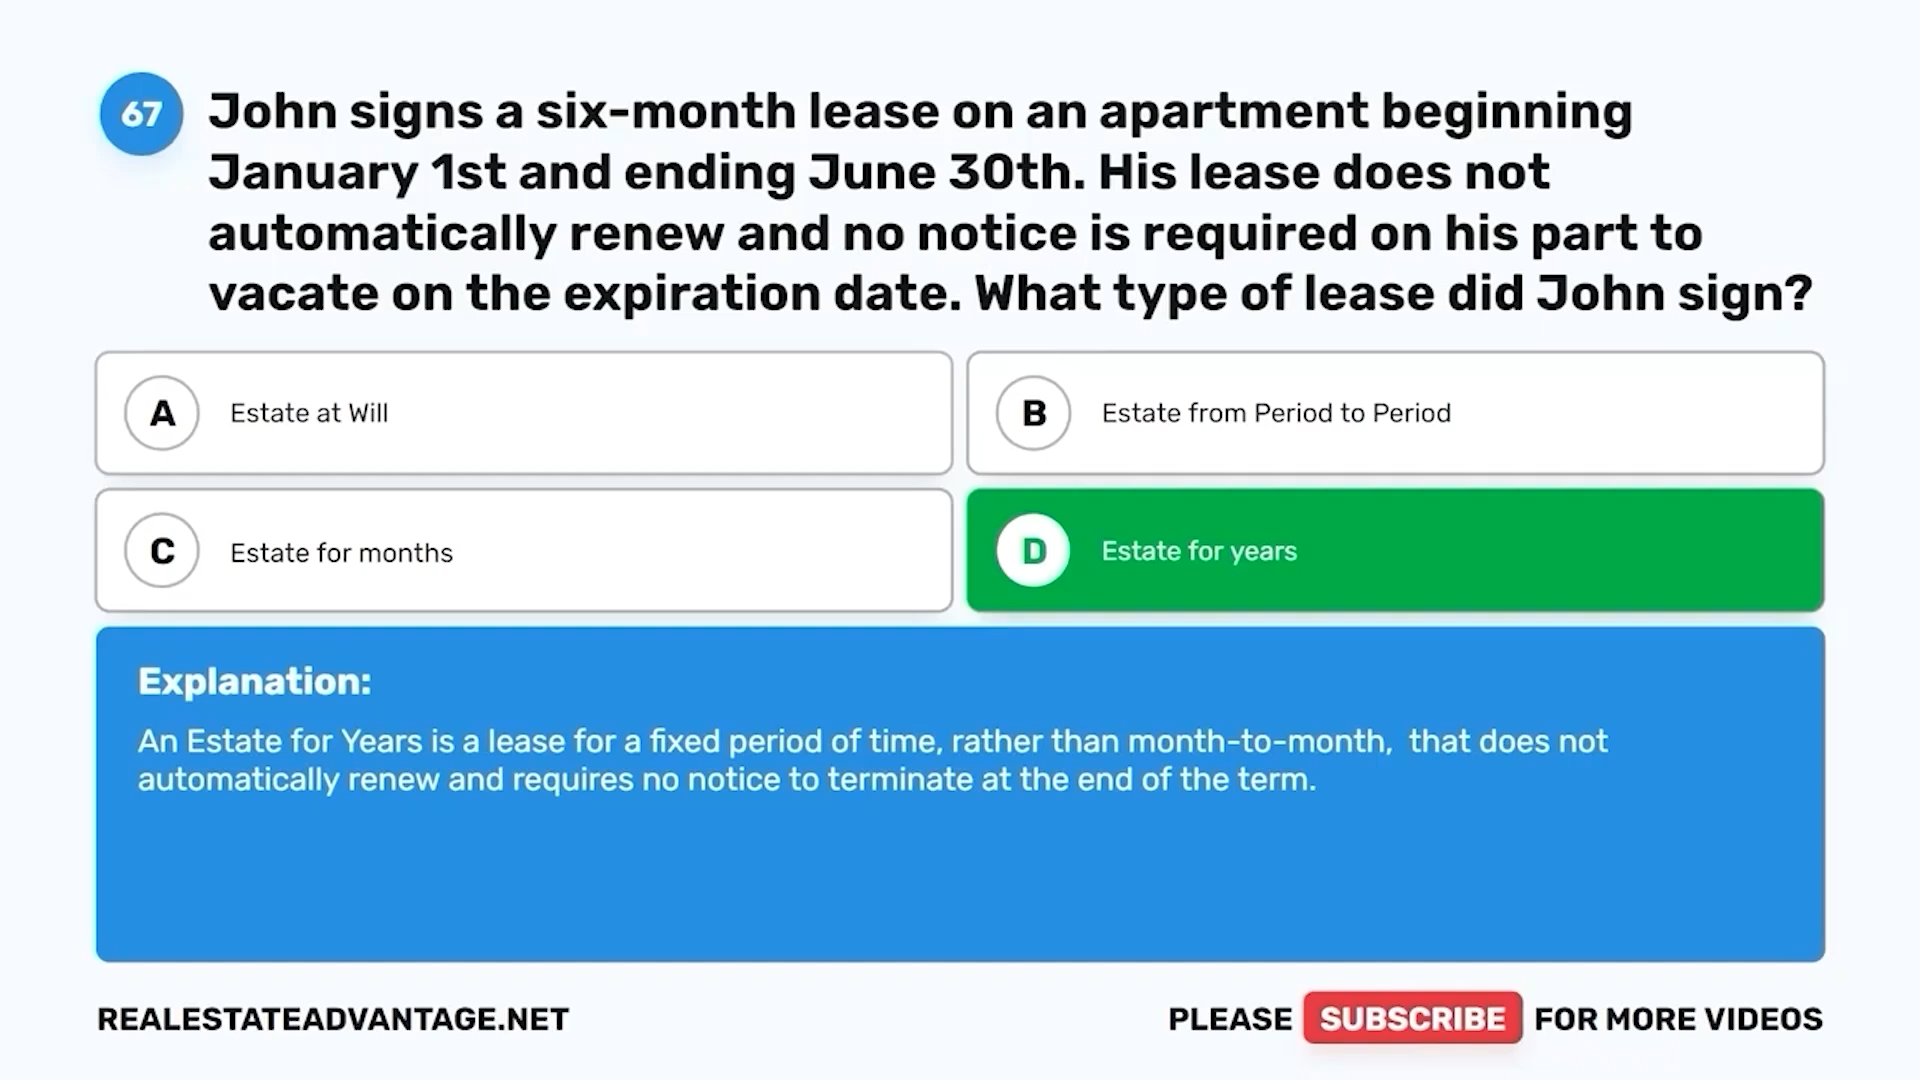 67
John signs a six-month lease on an apartment beginning
January 1st and ending June 30th. His lease does not
automatically renew and no notice is required on his part to
vacate on the expiration date. What type of lease did John sign?
A Estate at Will
B Estate from Period to Period
C Estate for months
D Estate for years
Explanation:
An Estate for Years is a lease for a fixed period of time, rather than month-to-month, that does not
automatically renew and requires no notice to terminate at the end of the term.
REALESTATEADVANTAGE.NET
PLEASE SUBSCRIBE FOR MORE VIDEOS